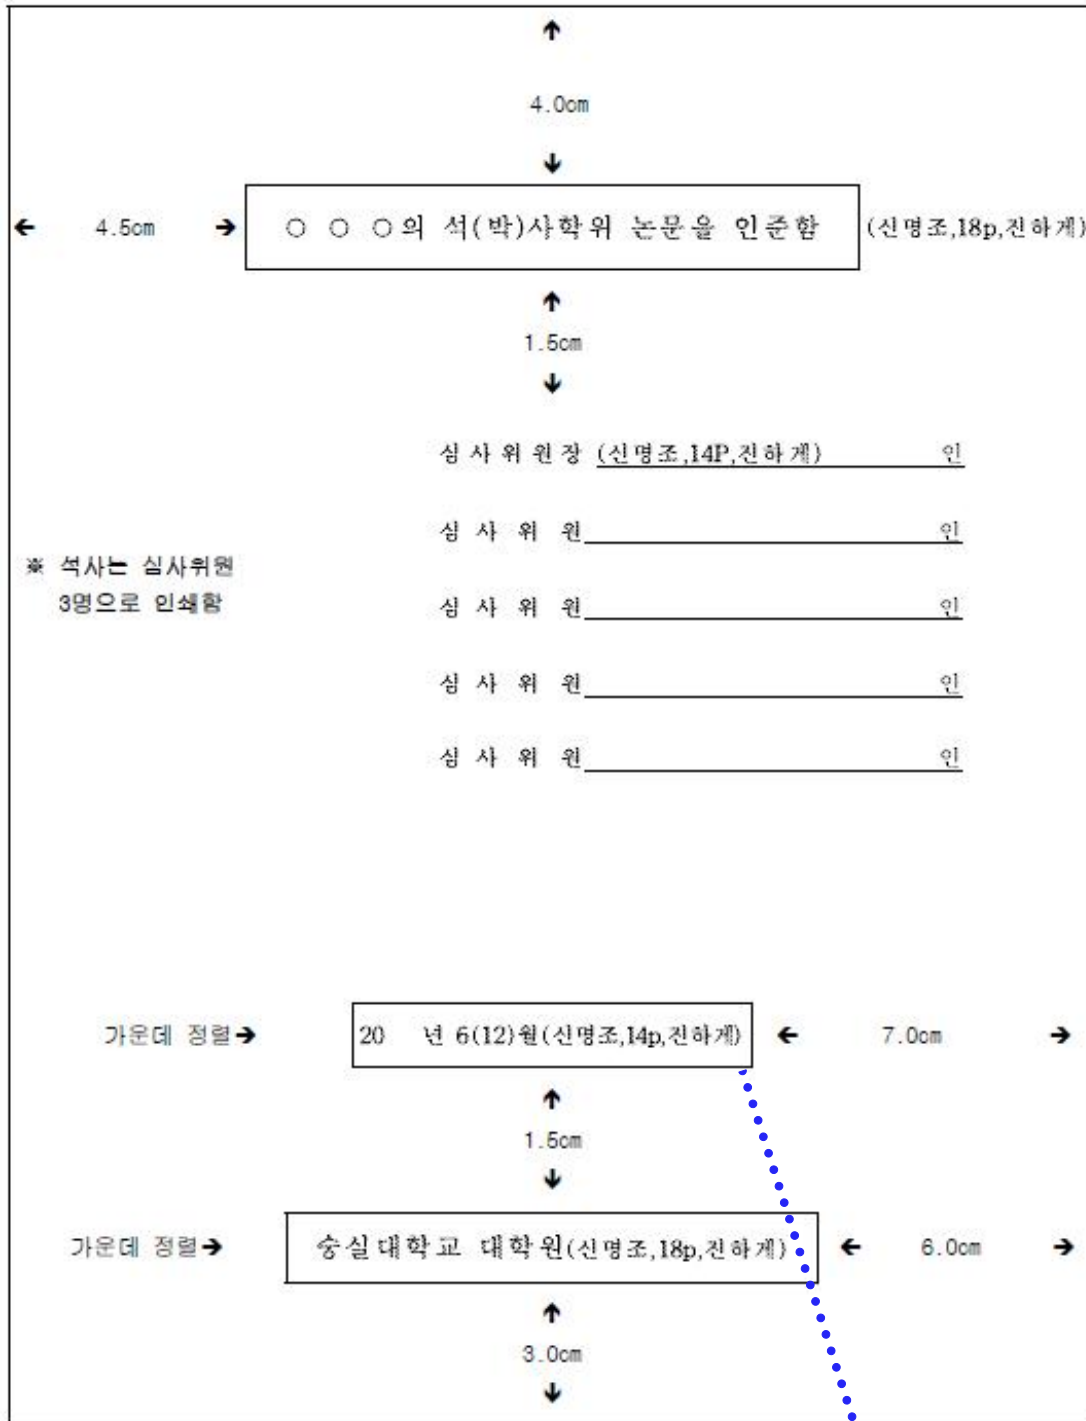 4.0cm
4.5cm ○ ○ ○의 석(박)사학위 논문을 인준함 (신명조,18p,진하게)
1.5cm
심 사 위 원 장 (신명조,14P,진하게) 인
심 사 위 원 인
※ 석사는 심사위원
3명으로 인쇄함
심 사 위 원 인
심 사 위 원 인
심 사 위 원 인
가운데 정렬 20 년 6(12)월(신명조,14p,진하게) 7.0cm
1.5cm
가운데 정렬 숭실대학교 대학원(신명조,18p,진하게) 6.0cm
3.0cm